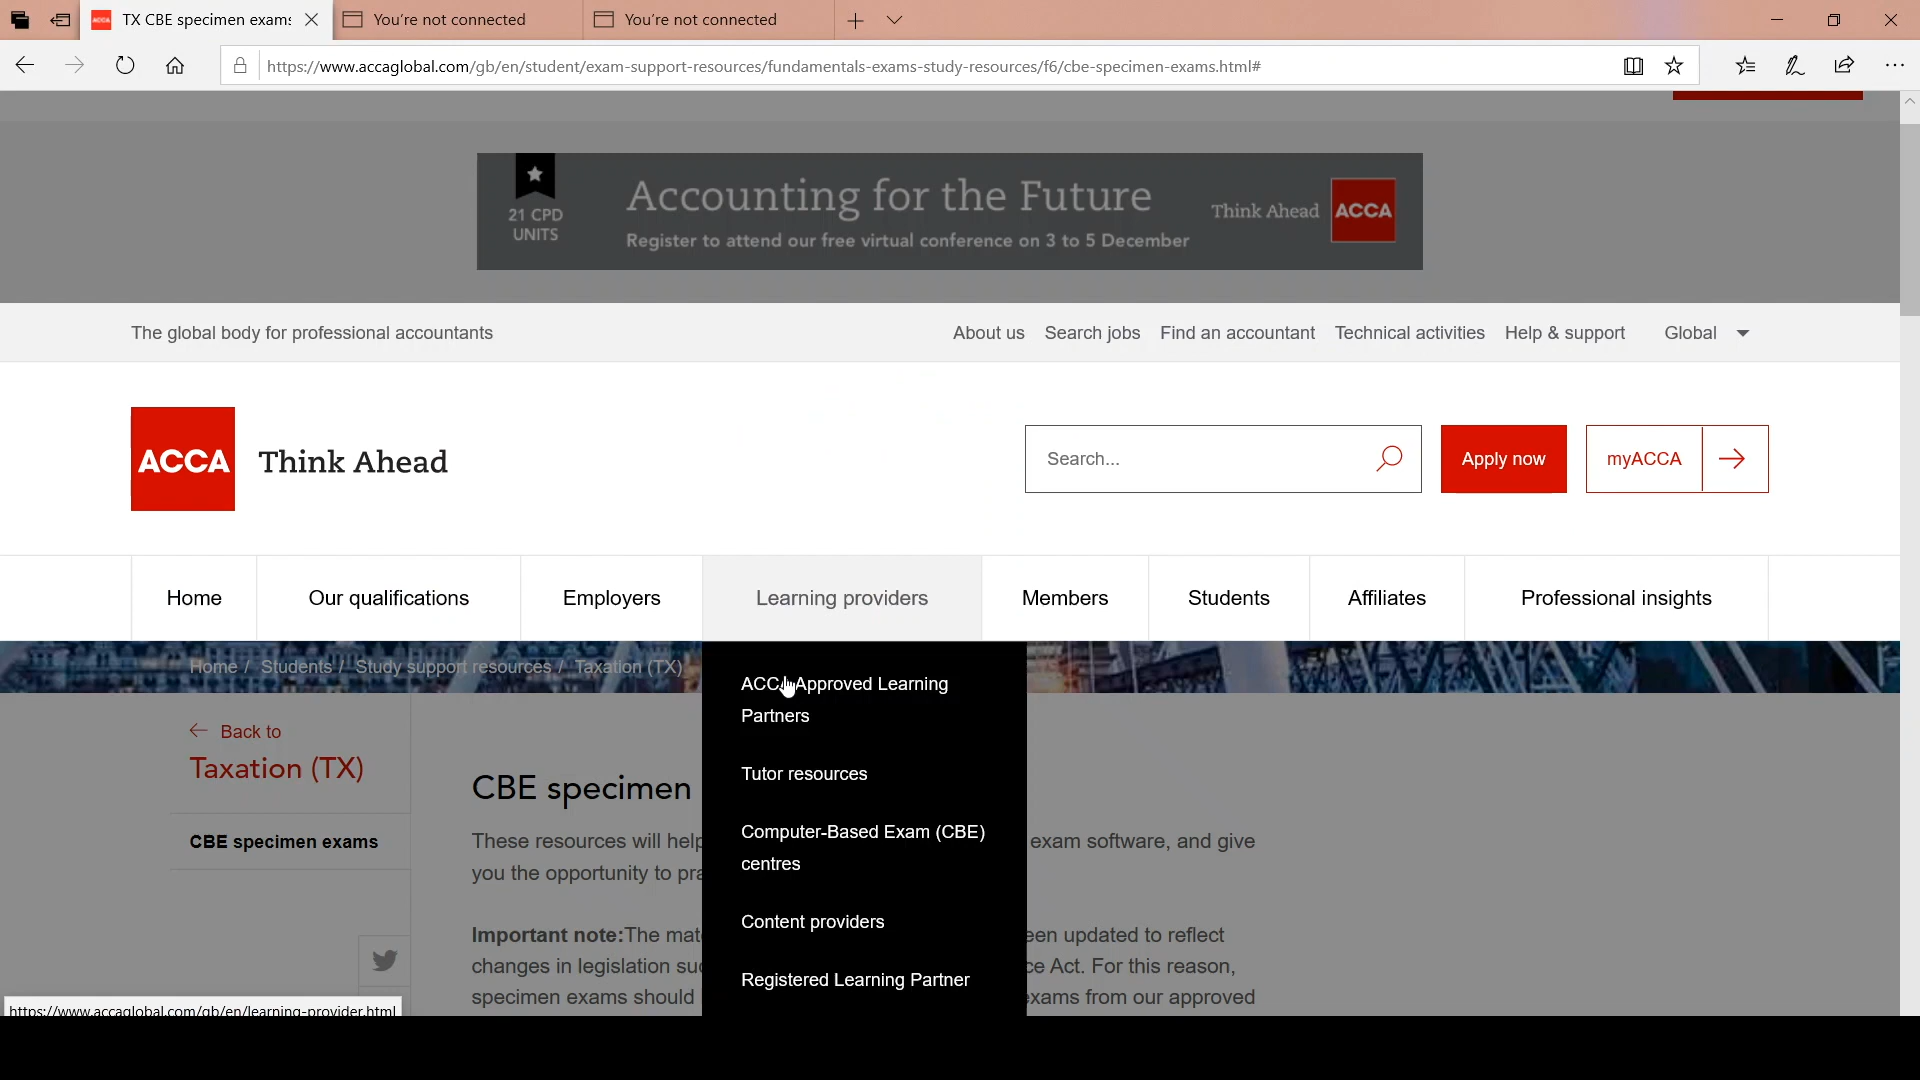 TX CBE specimen exams
You're not connected
You're not connected
https://www.accaglobal.com/gb/en/student/exam-support-resources/fundamentals-exams-study-resources/f6/cbe-specimen-exams.html#
21 CPD
UNITS
Accounting for the Future
Register to attend our free virtual conference on 3 to 5 December
Think Ahead
ACCA
The global body for professional accountants
About us
Search jobs
Find an accountant
Technical activities
Help & support
Global
ACCA
Think Ahead
Search...
Apply now
myACCA
Home
Our qualifications
Employers
Learning providers
Members
Students
Affiliates
Professional insights
Home / Students / Study support resources / Taxation (TX)
ACCA Approved Learning
Partners
Tutor resources
Computer-Based Exam (CBE)
centres
Content providers
Registered Learning Partner
Back to
Taxation (TX)
CBE specimen exams
CBE specimen
These resources will help exam software, and give
you the opportunity to
Important note:The been updated to reflect
changes in legislation Act. For this reason,
specimen exams should exams from our approved
https://www.accaglobal.com/gb/en/learning-provider.html